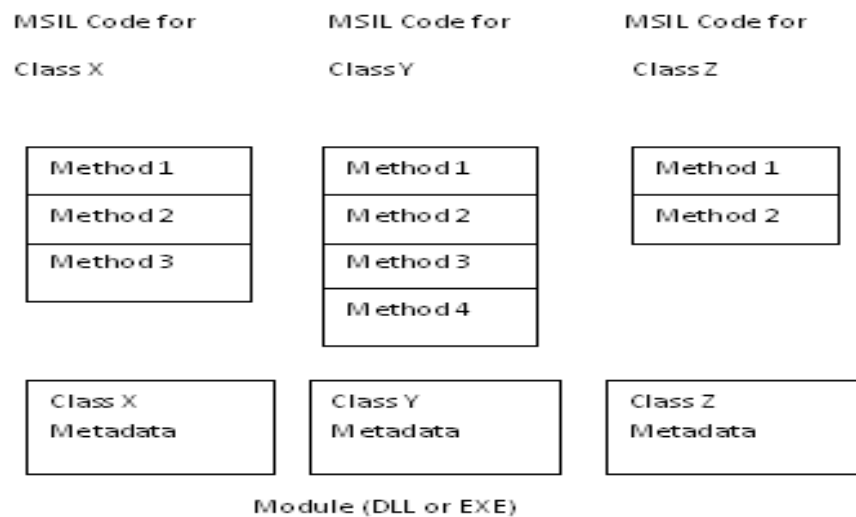 MSIL Code for
Class X
MSIL Code for
Class Y
MSIL Code for
Class Z
Method 1
Method 2
Method 3
Method 1
Method 2
Method 3
Method 4
Method 1
Method 2
Class X
Metadata
Class Y
Metadata
Class Z
Metadata
Module (DLL or EXE)